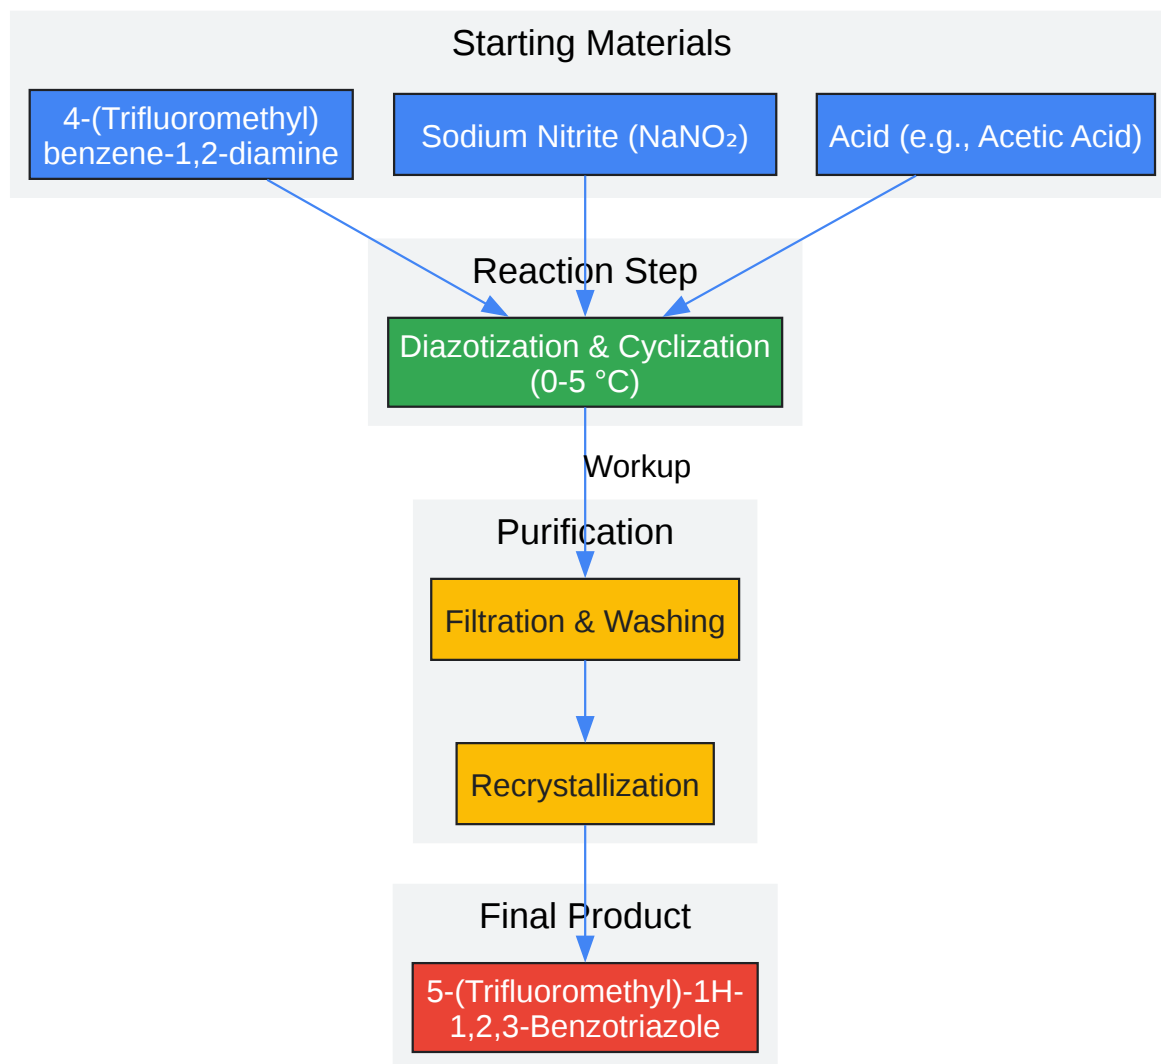 Starting Materials
4-(Trifluoromethyl)
benzene-1,2-diamine
Sodium Nitrite (NaNO₂)
Acid (e.g., Acetic Acid)
Reaction Step
Diazotization & Cyclization
(0-5 °C)
Workup
Purification
Filtration & Washing
Recrystallization
Final Product
5-(Trifluoromethyl)-1H-
1,2,3-Benzotriazole